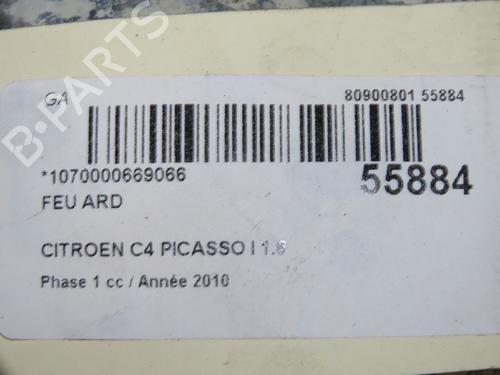 GA 80900801 55884
*1070000669066 55884
FEU ARD
CITROEN C4 PICASSO I 1.6
Phase 1 cc / Année 2010
B-PARTS